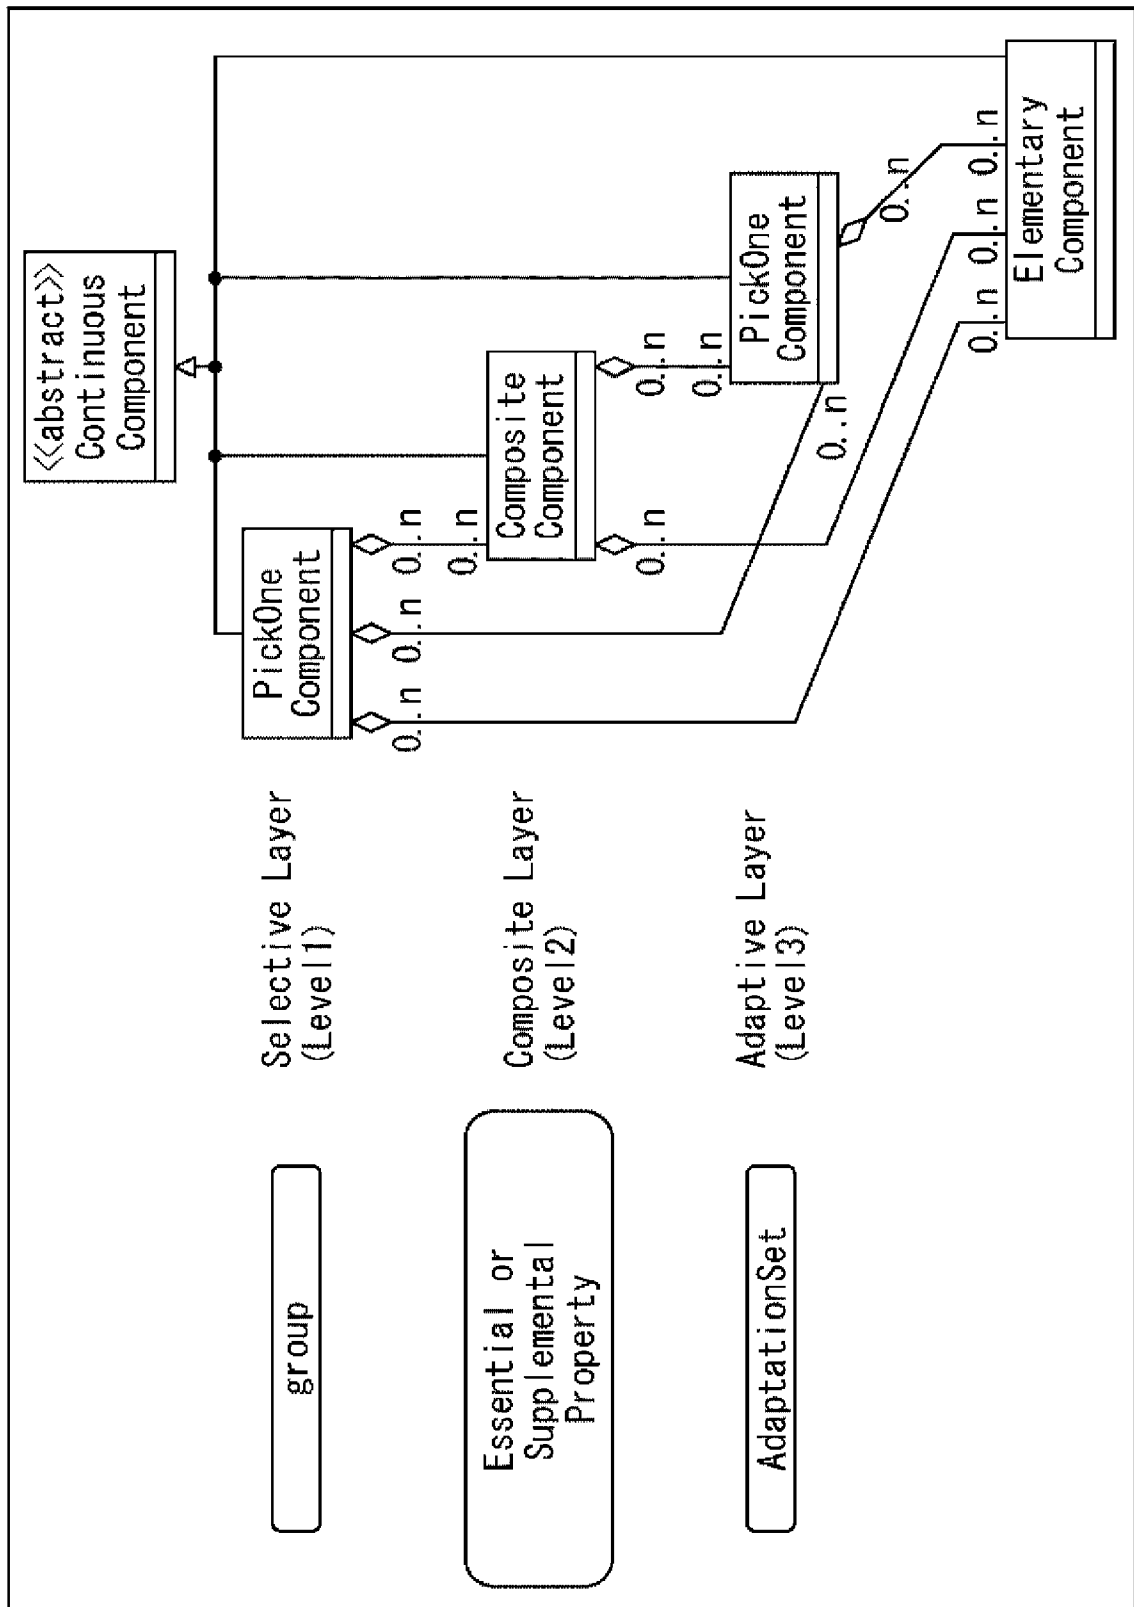 <<abstract>>
Continuous
Component
group
Selective Layer
(Level1)
PickOne
Component
0..n
0..n
0..n
0..n
Essential or
Supplemental
Property
Composite Layer
(Level2)
Composite
Component
0..n
0..n
0..n
AdaptationSet
Adaptive Layer
(Level3)
PickOne
Component
0..n
0..n
0..n
0..n
0..n
Elementary
Component